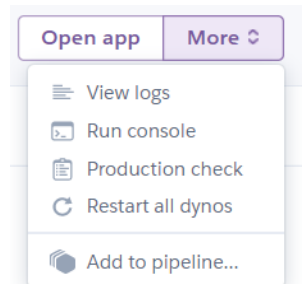 Open app More
View logs
Run console
Production check
Restart all dynos
Add to pipeline...